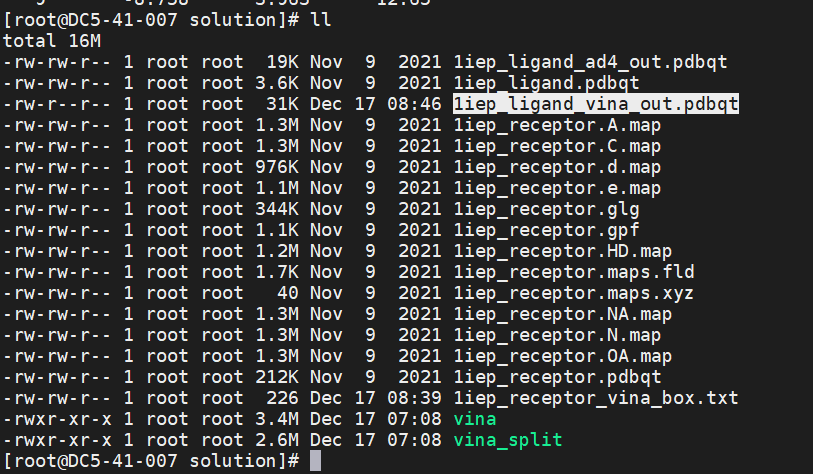 [root@DC5-41-007 solution]# ll
total 16M
-rw-rw-r-- 1 root root  19K Nov  9  2021 1iep_ligand_ad4_out.pdbqt
-rw-rw-r-- 1 root root 3.6K Nov  9  2021 1iep_ligand.pdbqt
-rw-r--r-- 1 root root  31K Dec 17 08:46 1iep_ligand_vina_out.pdbqt
-rw-rw-r-- 1 root root 1.3M Nov  9  2021 1iep_receptor.A.map
-rw-rw-r-- 1 root root 1.3M Nov  9  2021 1iep_receptor.C.map
-rw-rw-r-- 1 root root 976K Nov  9  2021 1iep_receptor.d.map
-rw-rw-r-- 1 root root 1.1M Nov  9  2021 1iep_receptor.e.map
-rw-rw-r-- 1 root root 344K Nov  9  2021 1iep_receptor.glg
-rw-rw-r-- 1 root root 1.1K Nov  9  2021 1iep_receptor.gpf
-rw-rw-r-- 1 root root 1.2M Nov  9  2021 1iep_receptor.HD.map
-rw-rw-r-- 1 root root 1.7K Nov  9  2021 1iep_receptor.maps.fld
-rw-rw-r-- 1 root root   40 Nov  9  2021 1iep_receptor.maps.xyz
-rw-rw-r-- 1 root root 1.3M Nov  9  2021 1iep_receptor.NA.map
-rw-rw-r-- 1 root root 1.3M Nov  9  2021 1iep_receptor.N.map
-rw-rw-r-- 1 root root 1.3M Nov  9  2021 1iep_receptor.OA.map
-rw-rw-r-- 1 root root 212K Nov  9  2021 1iep_receptor.pdbqt
-rw-rw-r-- 1 root root  226 Dec 17 08:39 1iep_receptor_vina_box.txt
-rwxr-xr-x 1 root root 3.4M Dec 17 07:08 vina
-rwxr-xr-x 1 root root 2.6M Dec 17 07:08 vina_split
[root@DC5-41-007 solution]#